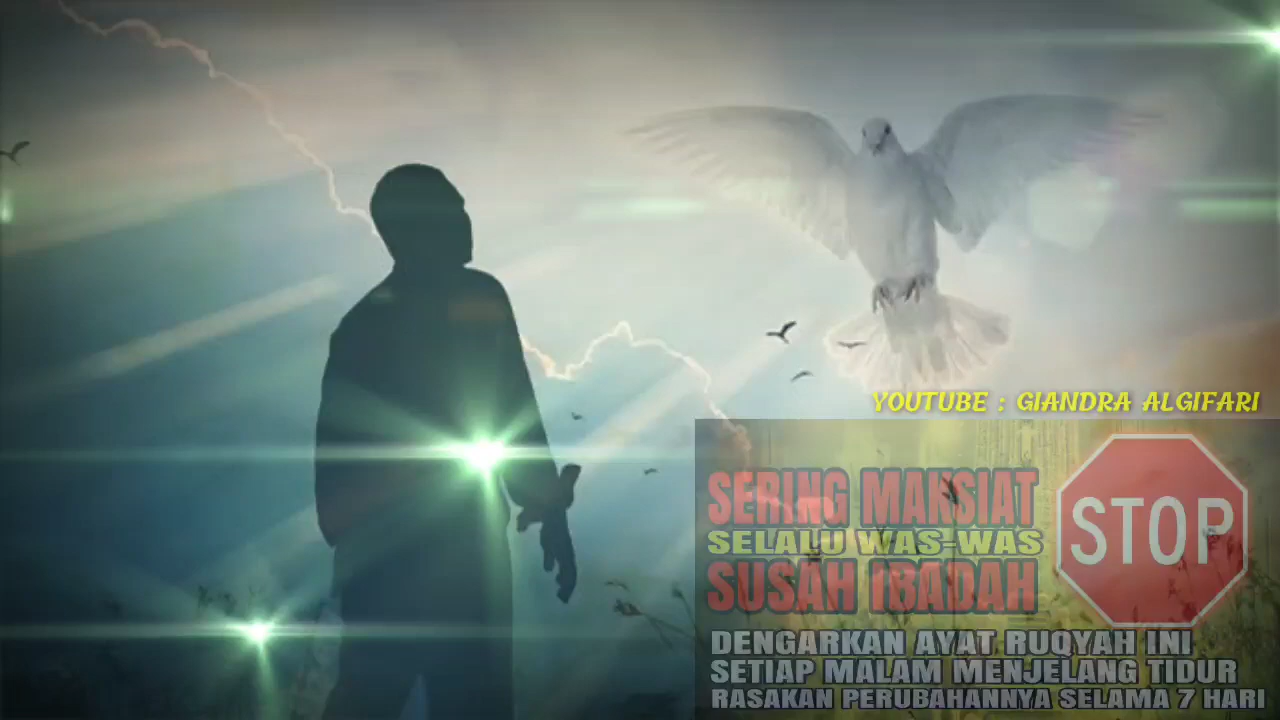 YOUTUBE : GIANDRA ALGIFARI
SERING MAKSIAT
SELALU WAS-WAS
SUSAH IBADAH
STOP
DENGARKAN AYAT RUQYAH INI
SETIAP MALAM MENJELANG TIDUR
RASAKAN PERUBAHANNYA SELAMA 7 HARI